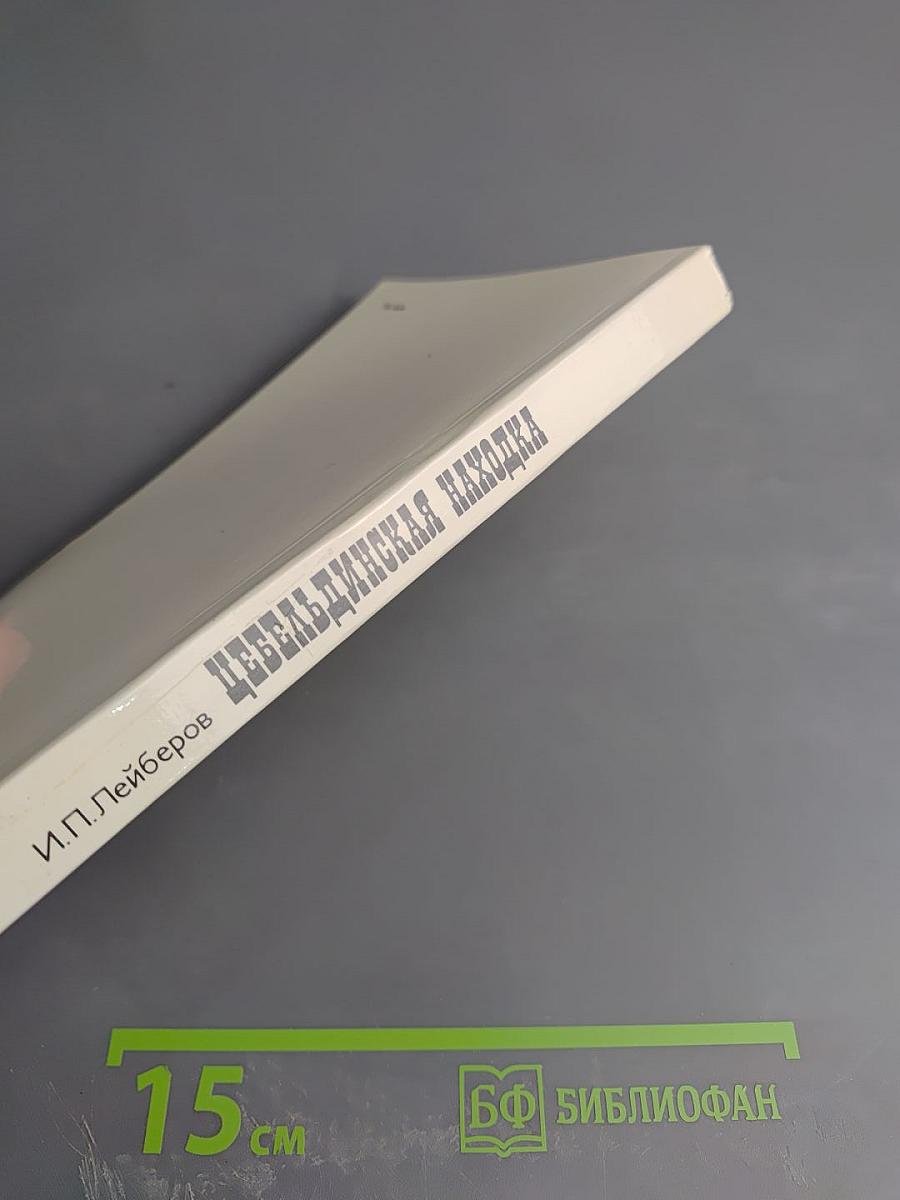 И.П.Лейберов ЦЕБЕЛЬДИНСКАЯ НАХОДКА
15 см
БФ БИБЛИОФАН